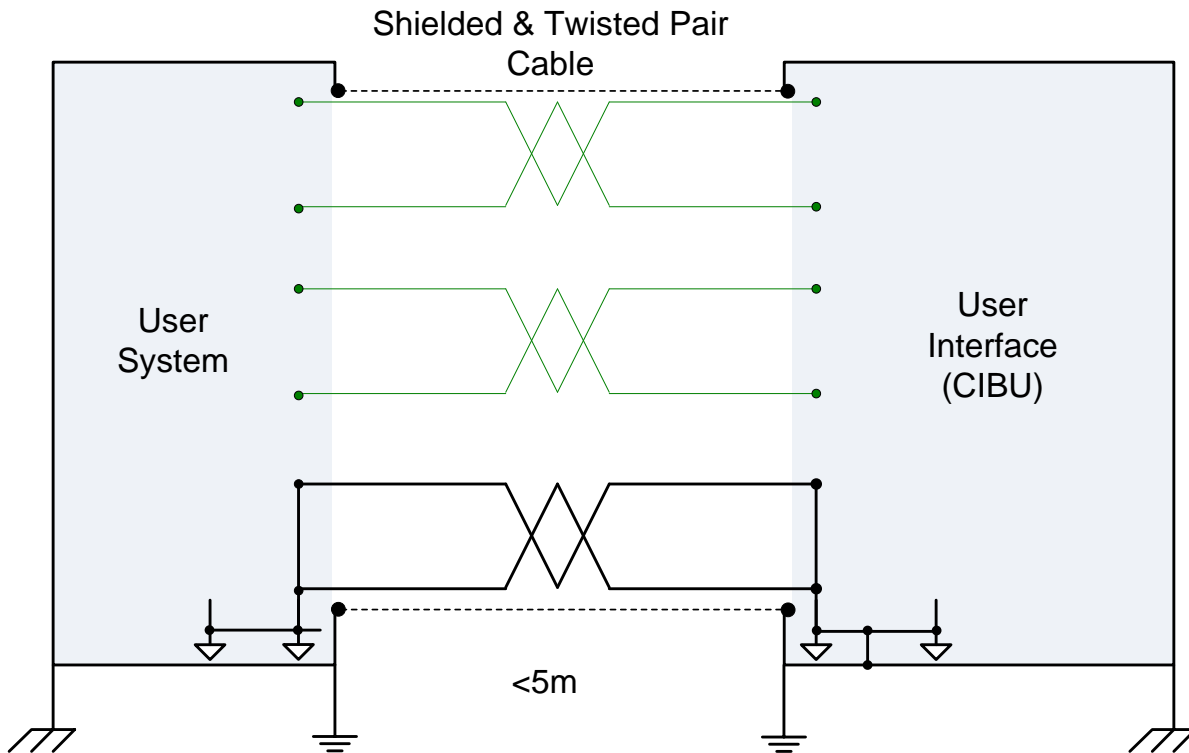 Shielded & Twisted Pair
Cable
User
System
User
Interface
(CIBU)
<5m